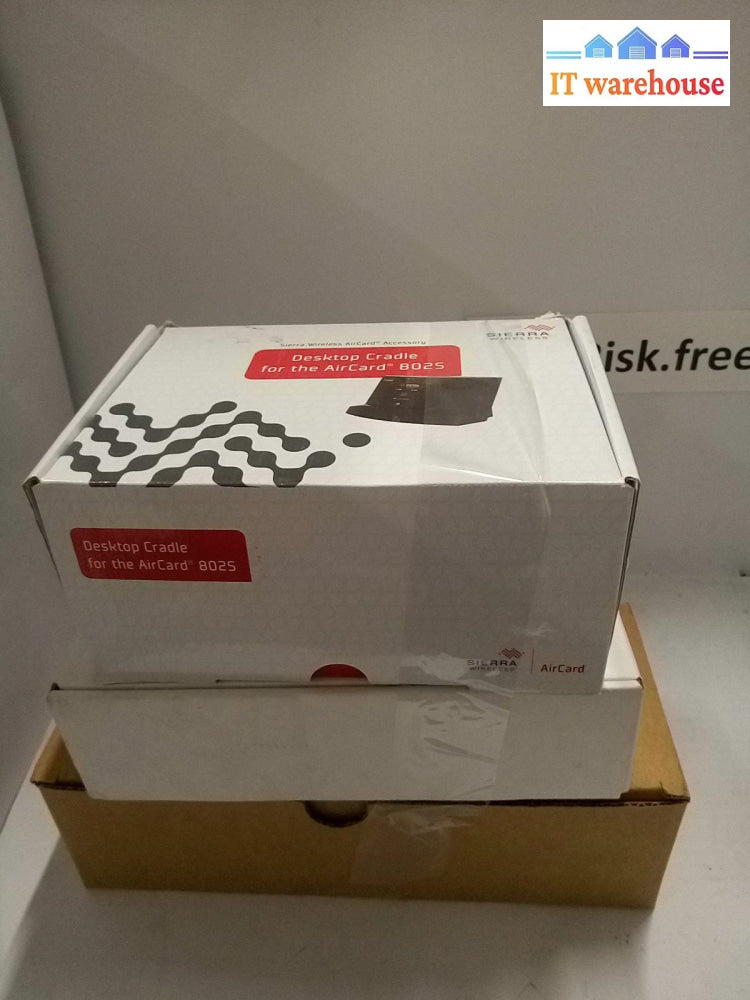 IT warehouse
isk.free
Sierra Wireless AirCard™ Accessory
SIERRA
WIRELESS
Desktop Cradle
for the AirCard® 802S
Desktop Cradle
for the AirCard® 802S
SIERRA
WIRELESS
AirCard